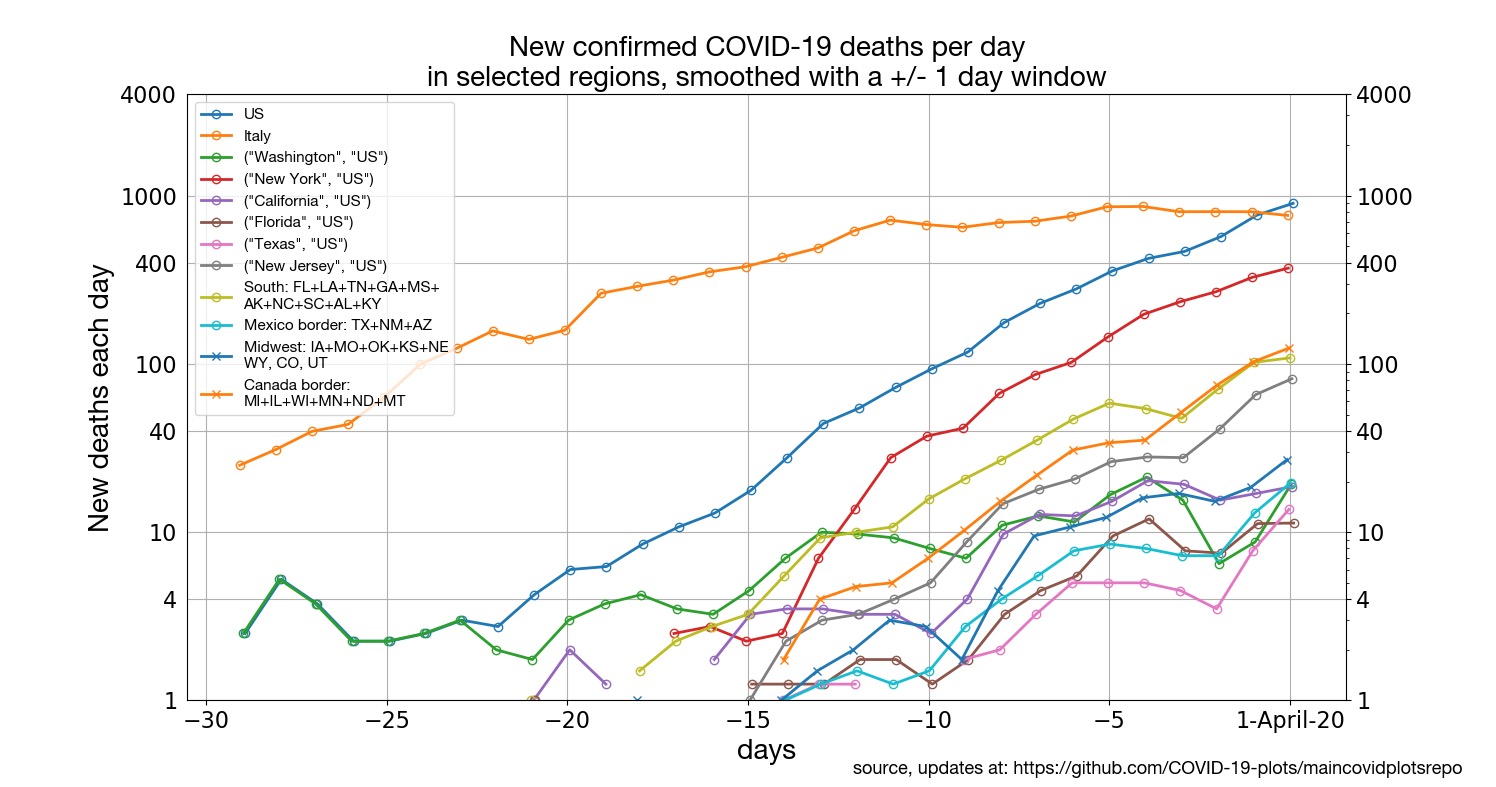 New confirmed COVID-19 deaths per day
in selected regions, smoothed with a +/- 1 day window
4000
1000
400
100
40
10
4
1
New deaths each day
US
Italy
("Washington", "US")
("New York", "US")
("California", "US")
("Florida", "US")
("Texas", "US")
("New Jersey", "US")
South: FL+LA+TN+GA+MS+
AK+NC+SC+AL+KY
Mexico border: TX+NM+AZ
Midwest: IA+MO+OK+KS+NE
WY, CO, UT
Canada border:
MI+IL+WI+MN+ND+MT
4000
1000
400
100
40
10
4
1
−30 −25 −20 −15 −10 −5 1-April-20
days
source, updates at: https://github.com/COVID-19-plots/maincovidplotsrepo